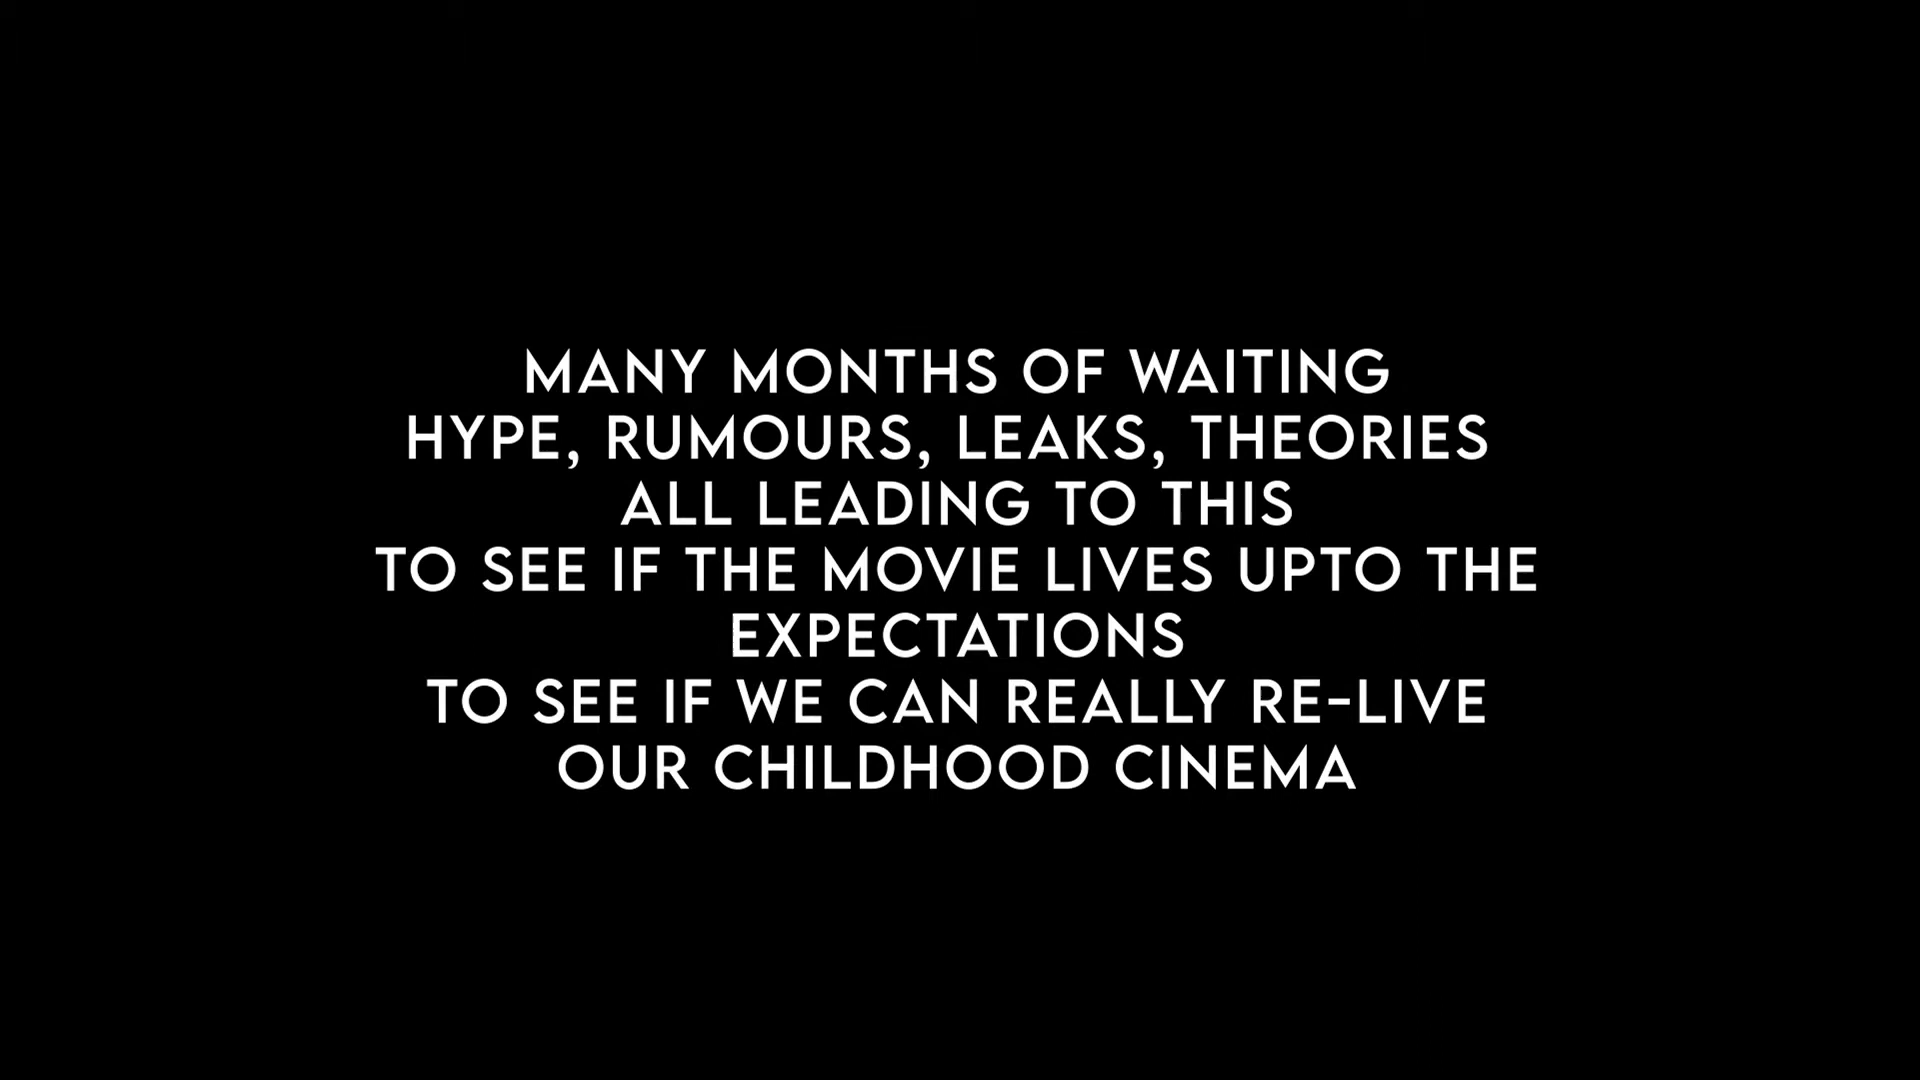 MANY MONTHS OF WAITING
HYPE, RUMOURS, LEAKS, THEORIES
ALL LEADING TO THIS
TO SEE IF THE MOVIE LIVES UPTO THE
EXPECTATIONS
TO SEE IF WE CAN REALLY RE-LIVE
OUR CHILDHOOD CINEMA